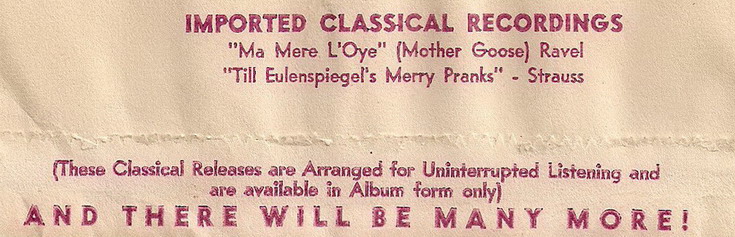 IMPORTED CLASSICAL RECORDINGS
"Ma Mere L'Oye" (Mother Goose) Ravel
"Till Eulenspiegel's Merry Pranks" - Strauss
(These Classical Releases are Arranged for Uninterrupted Listening and
are available in Album form only)
AND THERE WILL BE MANY MORE!